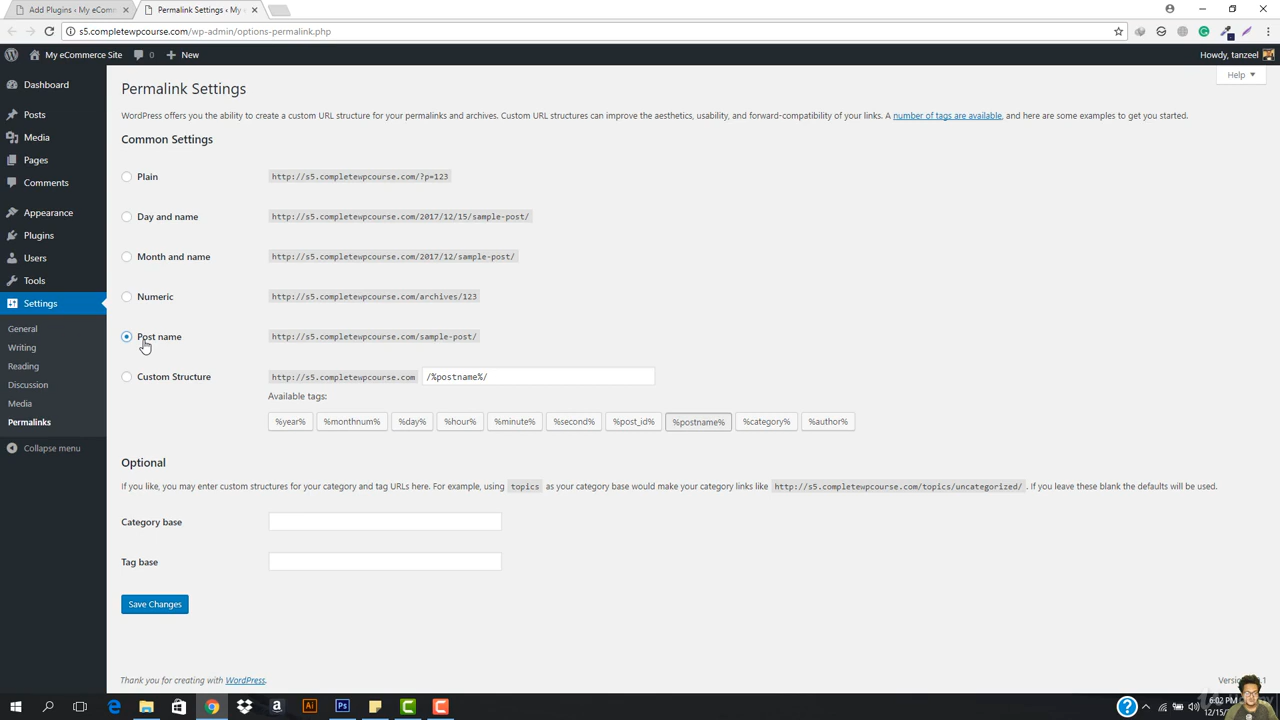 Add Plugins ‹ My eComm
Permalink Settings ‹ My e
s5.completewpcourse.com/wp-admin/options-permalink.php
My eCommerce Site
0
New
Howdy, tanzeel
Help
Dashboard
Posts
Media
Pages
Comments
Appearance
Plugins
Users
Tools
Settings
General
Writing
Reading
Discussion
Media
Permalinks
Collapse menu
Permalink Settings
WordPress offers you the ability to create a custom URL structure for your permalinks and archives. Custom URL structures can improve the aesthetics, usability, and forward-compatibility of your links. A number of tags are available, and here are some examples to get you started.
Common Settings
Plain http://s5.completewpcourse.com/?p=123
Day and name http://s5.completewpcourse.com/2017/12/15/sample-post/
Month and name http://s5.completewpcourse.com/2017/12/sample-post/
Numeric http://s5.completewpcourse.com/archives/123
Post name http://s5.completewpcourse.com/sample-post/
Custom Structure http://s5.completewpcourse.com /%postname%/
Available tags:
%year% %monthnum% %day% %hour% %minute% %second% %post_id% %postname% %category% %author%
Optional
If you like, you may enter custom structures for your category and tag URLs here. For example, using topics as your category base would make your category links like http://s5.completewpcourse.com/topics/uncategorized/ . If you leave these blank the defaults will be used.
Category base
Tag base
Save Changes
Thank you for creating with WordPress.
6:02 PM